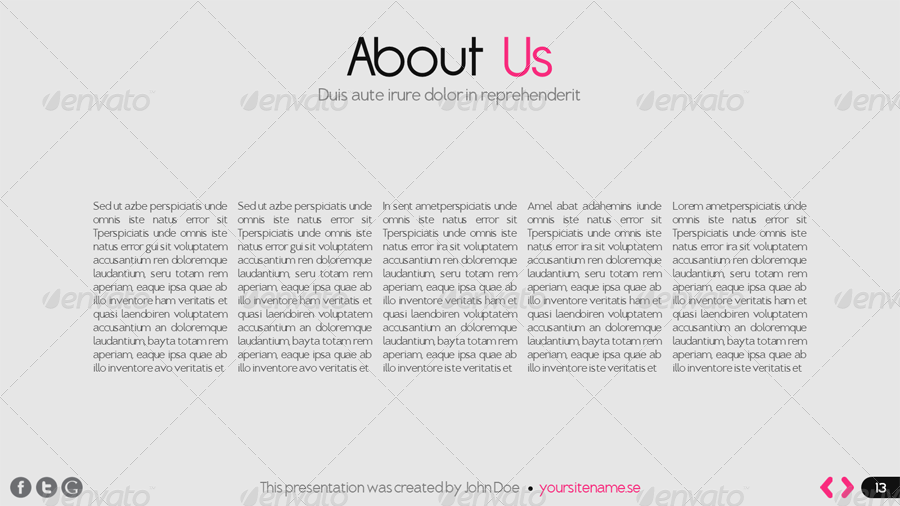 About Us
Duis aute irure dolor in reprehenderit
Sed ut azbe perspiciatis unde
omnis iste natus error sit
Tperspiciatis unde omnis iste
natus error gui sit voluptatem
accusantium ren doloremque
laudantium, seru totam rem
aperiam, eaque ipsa quae ab
illo inventore ham veritatis et
quasi laendoiren voluptatem
accusantium an doloremque
laudantium, bayta totam rem
aperiam, eaque ipsa quae ab
illo inventore avo veritatis et
Sed ut azbe perspiciatis unde
omnis iste natus error sit
Tperspiciatis unde omnis iste
natus error gui sit voluptatem
accusantium ren doloremque
laudantium, seru totam rem
aperiam, eaque ipsa quae ab
illo inventore ham veritatis et
quasi laendoiren voluptatem
accusantium an doloremque
laudantium, bayta totam rem
aperiam, eaque ipsa quae ab
illo inventore avo veritatis et
In sent ametperspiciatis unde
omnis iste natus error sit
Tperspiciatis unde omnis iste
natus error ira sit voluptatem
accusantium ren doloremque
laudantium, seru totam rem
aperiam, eaque ipsa quae ab
illo inventore veritatis ham et
quasi laendoiren voluptatem
accusantium an doloremque
laudantium, bayta totam rem
aperiam, eaque ipsa quae ab
illo inventore iste veritatis et
Amel abat adahemins iunde
omnis iste natus error sit
Tperspiciatis unde omnis iste
natus error ira sit voluptatem
accusantium ren doloremque
laudantium, seru totam rem
aperiam, eaque ipsa quae ab
illo inventore veritatis ham et
quasi laendoiren voluptatem
accusantium an doloremque
laudantium, bayta totam rem
aperiam, eaque ipsa quae ab
illo inventore iste veritatis et
Lorem ametperspiciatis unde
omnis iste natus error sit
Tperspiciatis unde omnis iste
natus error ira sit voluptatem
accusantium ren doloremque
laudantium, seru totam rem
aperiam, eaque ipsa quae ab
illo inventore veritatis ham et
quasi laendoiren voluptatem
accusantium an doloremque
laudantium, bayta totam rem
aperiam, eaque ipsa quae ab
illo inventore iste veritatis et
This presentation was created by John Doe • yoursitename.se
13
envato